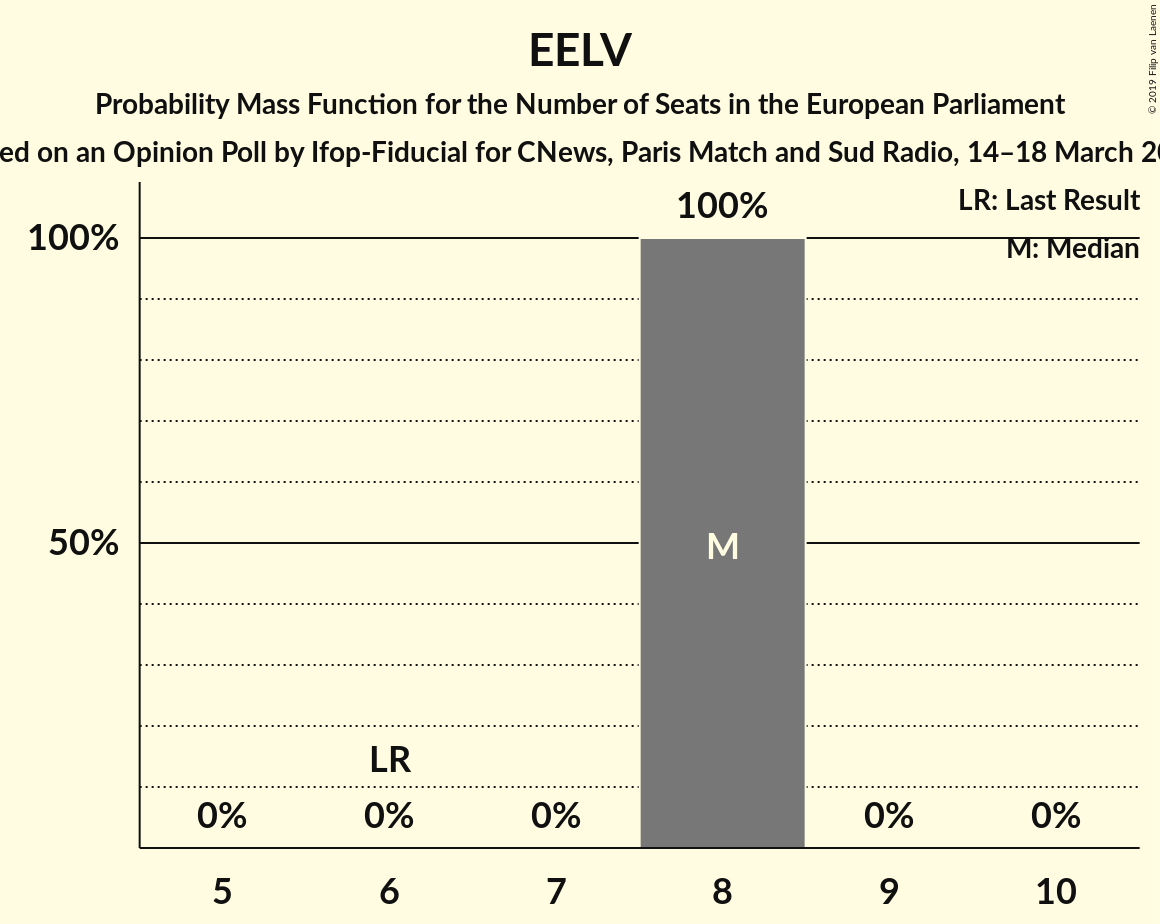 EELV
Probability Mass Function for the Number of Seats in the European Parliament
on an Opinion Poll by Ifop-Fiducial for CNews, Paris Match and Sud Radio, 14–18 March
© 2019 Filip van Laenen
LR: Last Result
M: Median
100%
100%
50%
M
LR
0%
0%
0%
0%
0%
5
6
7
8
9
10